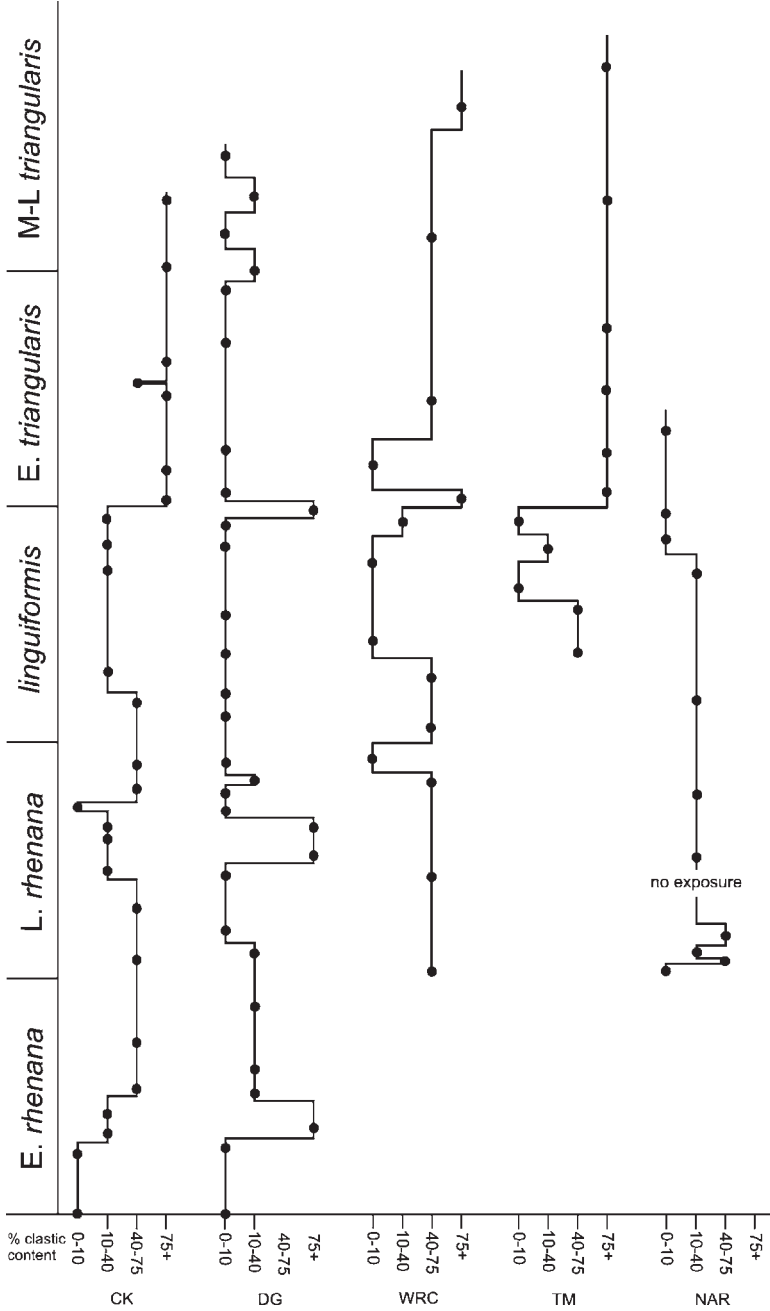 M-L triangularis
E. triangularis
linguiformis
L. rhenana
E. rhenana
no exposure
% clastic
content
0-10
10-40
40-75
75+
0-10
10-40
40-75
75+
0-10
10-40
40-75
75+
0-10
10-40
40-75
75+
0-10
10-40
40-75
75+
CK
DG
WRC
TM
NAR